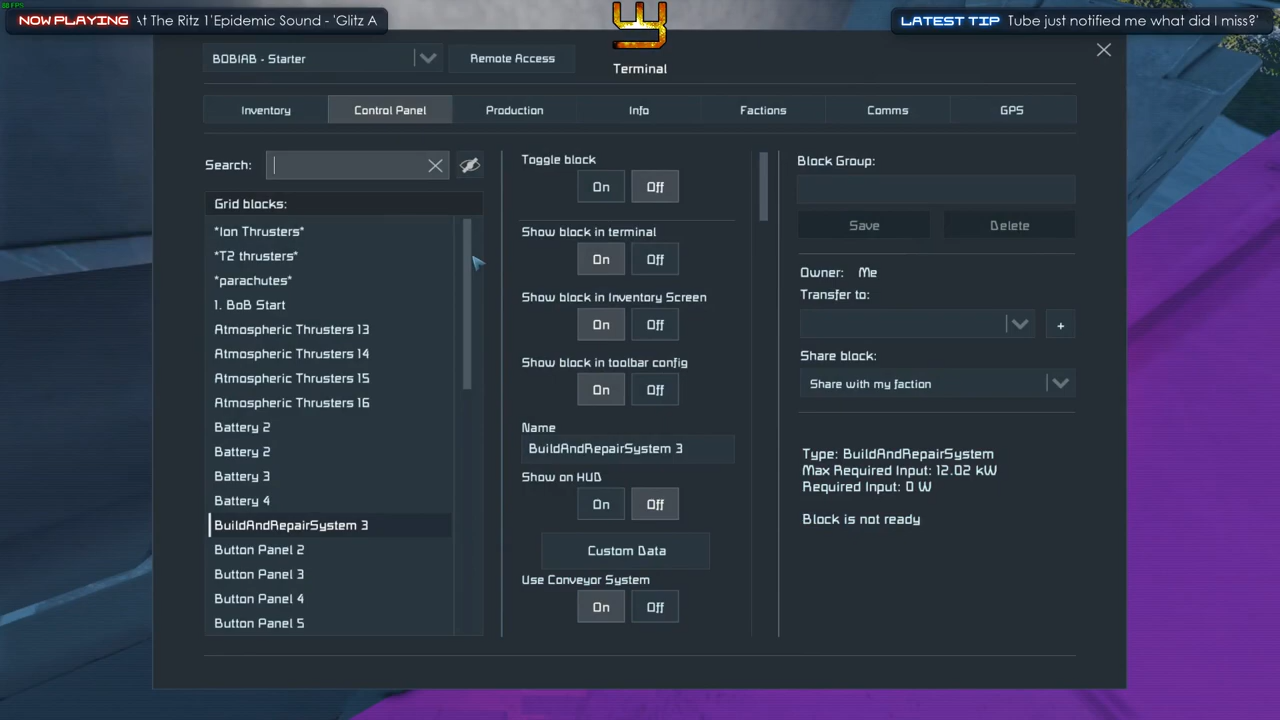 80 FPS
NOW PLAYING At The Ritz 1'Epidemic Sound - 'Glitz A
LATEST TIP Tube just notified me what did I miss?'
BOBIAB - Starter
Remote Access
Terminal
Inventory
Control Panel
Production
Info
Factions
Comms
GPS
Search:
Grid blocks:
*Ion Thrusters*
*T2 thrusters*
*parachutes*
1. BoB Start
Atmospheric Thrusters 13
Atmospheric Thrusters 14
Atmospheric Thrusters 15
Atmospheric Thrusters 16
Battery 2
Battery 2
Battery 3
Battery 4
BuildAndRepairSystem 3
Button Panel 2
Button Panel 3
Button Panel 4
Button Panel 5
Toggle block
On Off
Show block in terminal
On Off
Show block in Inventory Screen
On Off
Show block in toolbar config
On Off
Name
BuildAndRepairSystem 3
Show on HUD
On Off
Custom Data
Use Conveyor System
On Off
Block Group:
Save Delete
Owner: Me
Transfer to:
+
Share block:
Share with my faction
Type: BuildAndRepairSystem
Max Required Input: 12.02 kW
Required Input: 0 W
Block is not ready